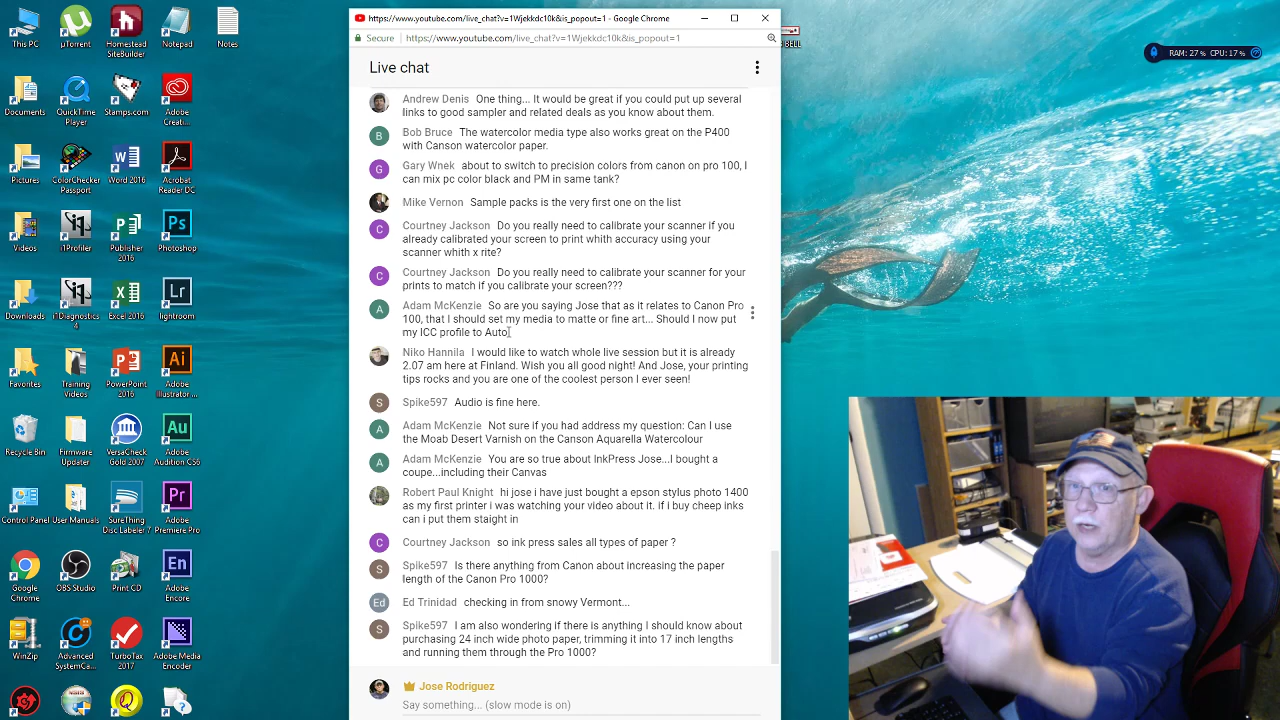 https://www.youtube.com/live_chat?v=1Wjekkdc10k&is_popout=1 - Google Chrome
Secure
https://www.youtube.com/live_chat?v=1Wjekkdc10k&is_popout=1
Live chat
Andrew Denis One thing... It would be great if you could put up several
links to good sampler and related deals as you know about them.
Bob Bruce The watercolor media type also works great on the P400
with Canson watercolor paper.
Gary Wnek about to switch to precision colors from canon on pro 100, I
can mix pc color black and PM in same tank?
Mike Vernon Sample packs is the very first one on the list
Courtney Jackson Do you really need to calibrate your scanner if you
already calibrated your screen to print whith accuracy using your
scanner whith x rite?
Courtney Jackson Do you really need to calibrate your scanner for your
prints to match if you calibrate your screen???
Adam McKenzie So are you saying Jose that as it relates to Canon Pro
100, that I should set my media to matte or fine art... Should I now put
my ICC profile to Auto
Niko Hannila I would like to watch whole live session but it is already
2.07 am here at Finland. Wish you all good night! And Jose, your printing
tips rocks and you are one of the coolest person I ever seen!
Spike597 Audio is fine here.
Adam McKenzie Not sure if you had address my question: Can I use
the Moab Desert Varnish on the Canson Aquarella Watercolour
Adam McKenzie You are so true about InkPress Jose...I bought a
coupe...including their Canvas
Robert Paul Knight hi jose i have just bought a epson stylus photo 1400
as my first printer i was watching your video about it. if i buy cheep inks
can i put them staight in
Courtney Jackson so ink press sales all types of paper ?
Spike597 Is there anything from Canon about increasing the paper
length of the Canon Pro 1000?
Ed Trinidad checking in from snowy Vermont...
Spike597 I am also wondering if there is anything I should know about
purchasing 24 inch wide photo paper, trimming it into 17 inch lengths
and running them through the Pro 1000?
Jose Rodriguez
Say something... (slow mode is on)
B
G
C
C
A
S
A
A
C
S
Ed
S
This PC
µTorrent
Homestead
SiteBuilder
Notepad
Notes
Documents
QuickTime
Player
Stamps.com
Adobe
Creati...
Pictures
ColorChecker
Passport
Word 2016
Acrobat
Reader DC
Videos
i1Profiler
Publisher
2016
Photoshop
Downloads
i1Diagnostics
4
Excel 2016
lightroom
Favorites
Training
Videos
PowerPoint
2016
Adobe
Illustrator ...
Recycle Bin
Firmware
Updater
VersaCheck
Gold 2007
Adobe
Audition CS6
Control Panel
User Manuals
SureThing
Disc Labeler 7
Adobe
Premiere Pro
Google
Chrome
OBS Studio
Print CD
Adobe
Encore
WinZip
Advanced
SystemCa...
TurboTax
2017
Adobe Media
Encoder
BELL
RAM: 27 % CPU: 17 %